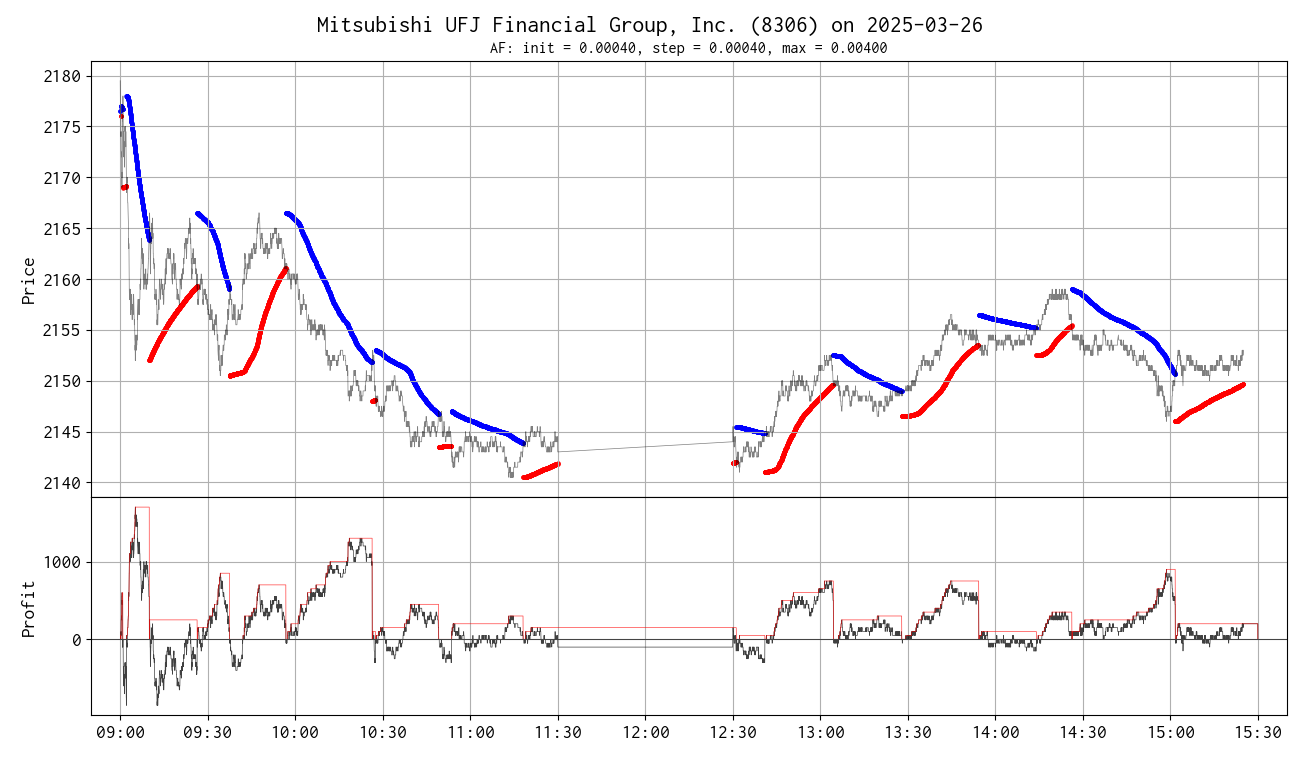 Mitsubishi UFJ Financial Group, Inc. (8306) on 2025-03-26
AF: init = 0.00040, step = 0.00040, max = 0.00400
Price
2180
2175
2170
2165
2160
2155
2150
2145
2140
Profit
1000
0
09:00 09:30 10:00 10:30 11:00 11:30 12:00 12:30 13:00 13:30 14:00 14:30 15:00 15:30